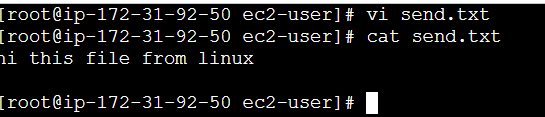 [root@ip-172-31-92-50 ec2-user]# vi send.txt
[root@ip-172-31-92-50 ec2-user]# cat send.txt
hi this file from linux
[root@ip-172-31-92-50 ec2-user]#